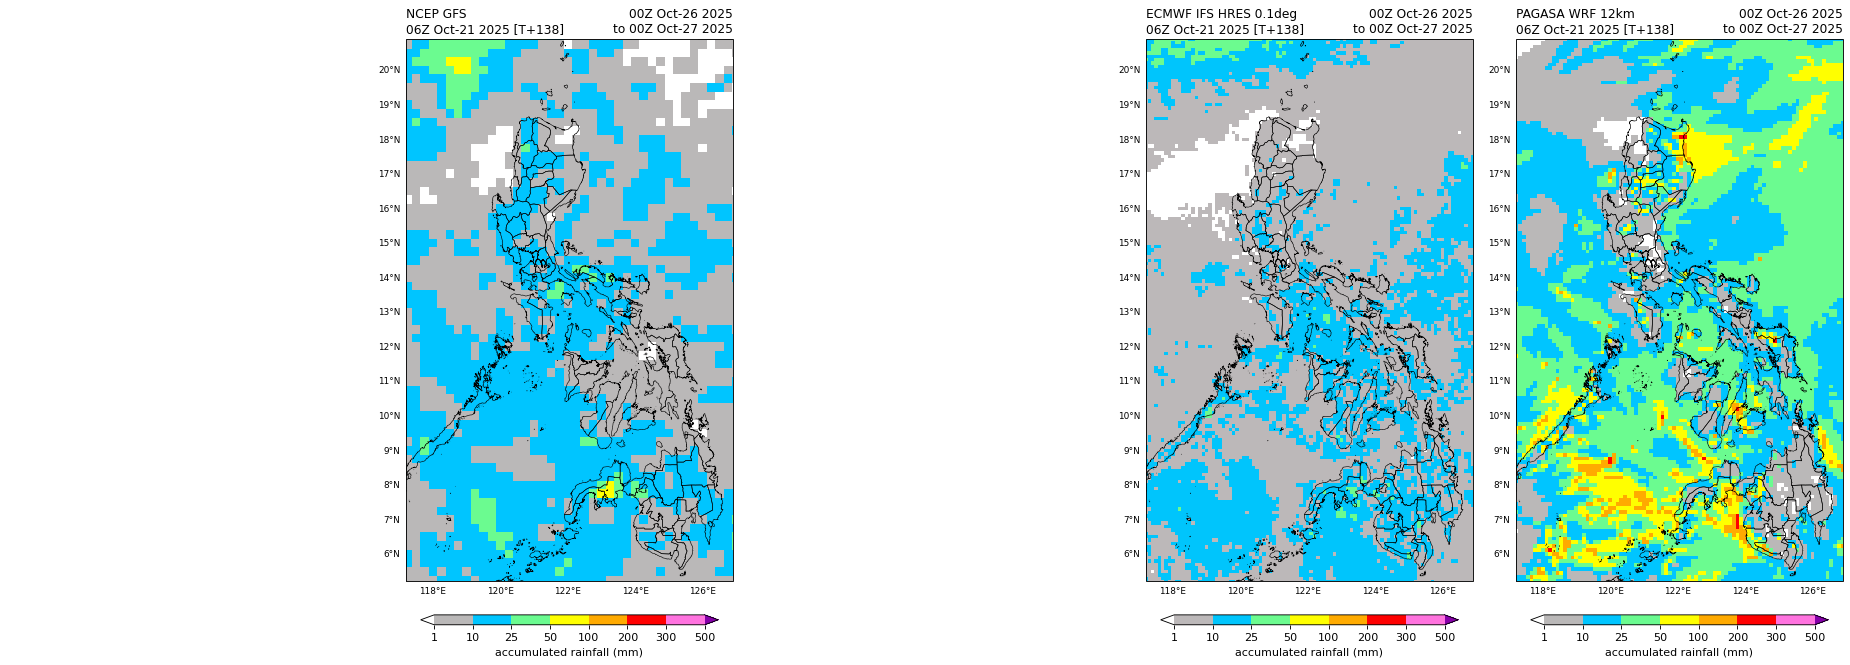 NCEP GFS 00Z Oct-26 2025
06Z Oct-21 2025 [T+138] to 00Z Oct-27 2025
20°N
19°N
18°N
17°N
16°N
15°N
14°N
13°N
12°N
11°N
10°N
9°N
8°N
7°N
6°N
118°E 120°E 122°E 124°E 126°E
1 10 25 50 100 200 300 500
accumulated rainfall (mm)
ECMWF IFS HRES 0.1deg 00Z Oct-26 2025
06Z Oct-21 2025 [T+138] to 00Z Oct-27 2025
20°N
19°N
18°N
17°N
16°N
15°N
14°N
13°N
12°N
11°N
10°N
9°N
8°N
7°N
6°N
118°E 120°E 122°E 124°E 126°E
1 10 25 50 100 200 300 500
accumulated rainfall (mm)
PAGASA WRF 12km 00Z Oct-26 2025
06Z Oct-21 2025 [T+138] to 00Z Oct-27 2025
20°N
19°N
18°N
17°N
16°N
15°N
14°N
13°N
12°N
11°N
10°N
9°N
8°N
7°N
6°N
118°E 120°E 122°E 124°E 126°E
1 10 25 50 100 200 300 500
accumulated rainfall (mm)